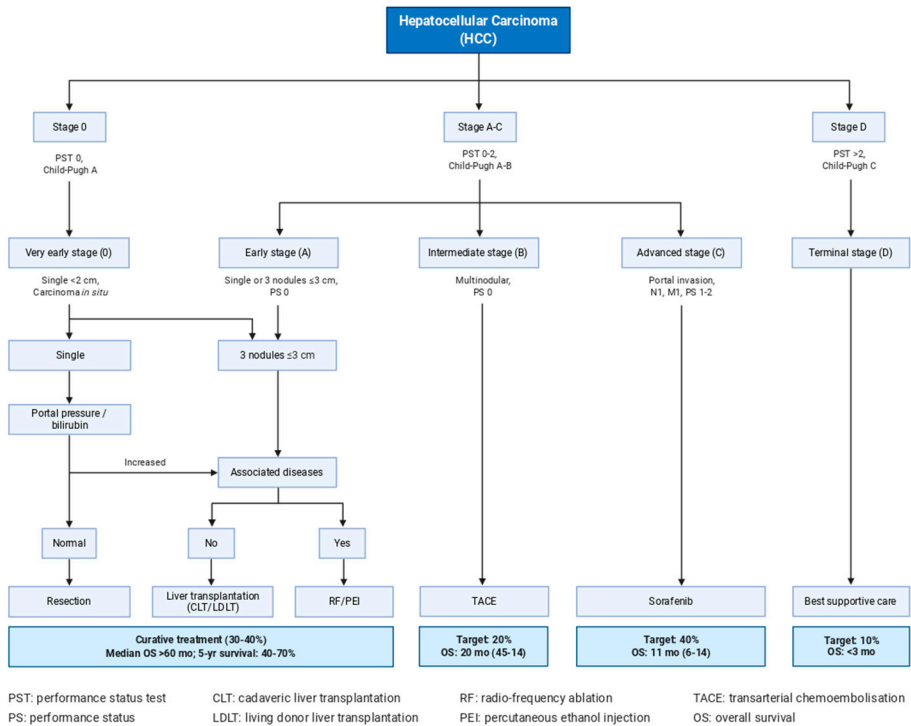 Hepatocellular Carcinoma
(HCC)
Stage 0
Stage A-C
Stage D
PST 0,
Child-Pugh A
PST 0-2,
Child-Pugh A-B
PST >2,
Child-Pugh C
Very early stage (0)
Early stage (A)
Intermediate stage (B)
Advanced stage (C)
Terminal stage (D)
Single <2 cm,
Carcinoma in situ
Single or 3 nodules ≤3 cm,
PS 0
Multinodular,
PS 0
Portal invasion,
N1, M1, PS 1-2
Single
3 nodules ≤3 cm
Portal pressure /
bilirubin
Increased
Associated diseases
Normal
No
Yes
Resection
Liver transplantation
(CLT/LDLT)
RF/PEI
TACE
Sorafenib
Best supportive care
Curative treatment (30-40%)
Median OS >60 mo; 5-yr survival: 40-70%
Target: 20%
OS: 20 mo (45-14)
Target: 40%
OS: 11 mo (6-14)
Target: 10%
OS: <3 mo
PST: performance status test
CLT: cadaveric liver transplantation
RF: radio-frequency ablation
TACE: transarterial chemoembolisation
PS: performance status
LDLT: living donor liver transplantation
PEI: percutaneous ethanol injection
OS: overall survival